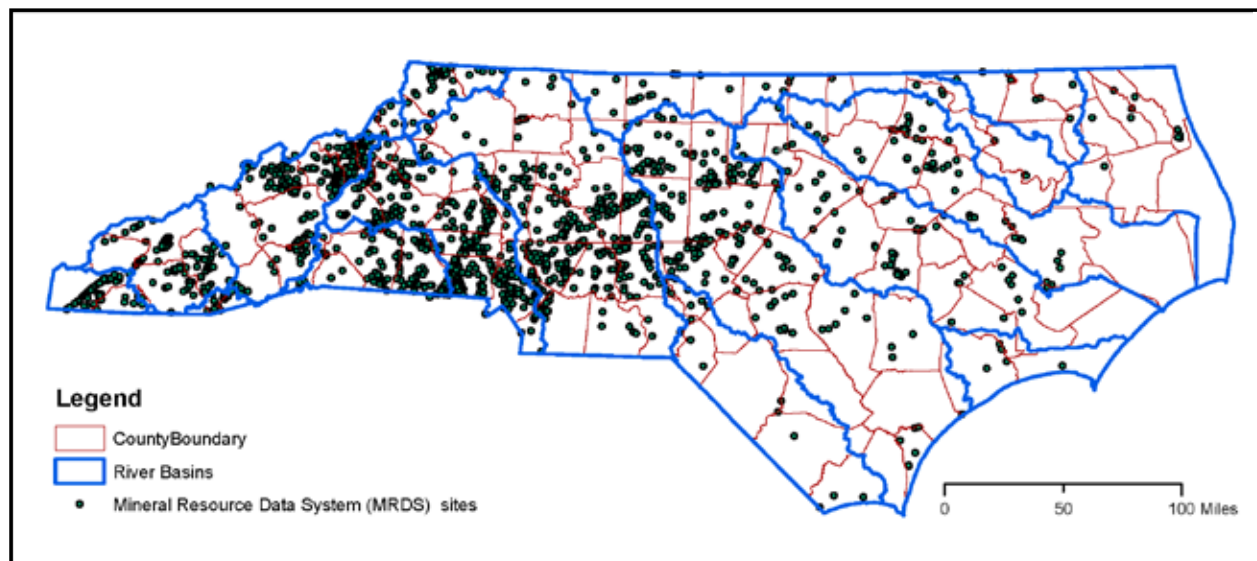 Legend
CountyBoundary
River Basins
Mineral Resource Data System (MRDS) sites
0 50 100 Miles